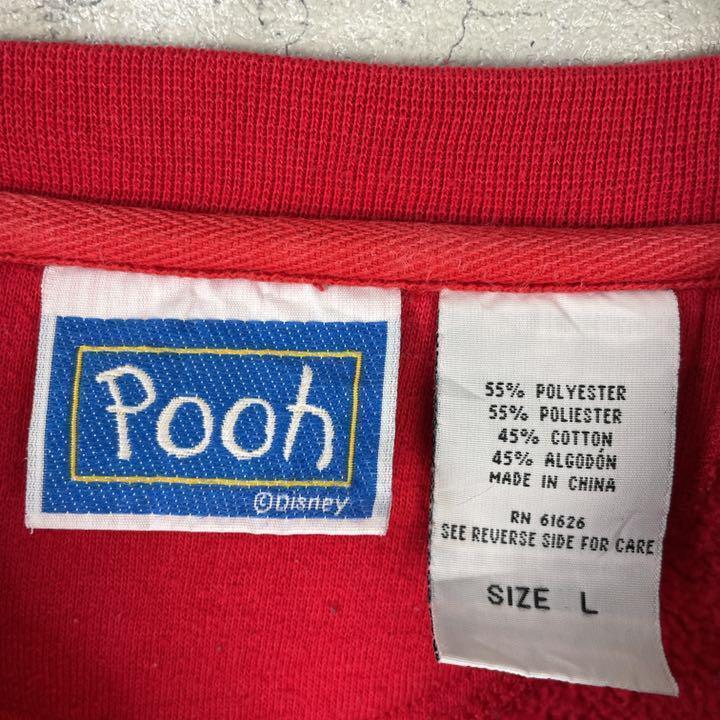 Pooh
©Disney
55% POLYESTER
55% POLIESTER
45% COTTON
45% ALGODÓN
MADE IN CHINA
RN 61626
SEE REVERSE SIDE FOR CARE
SIZE L